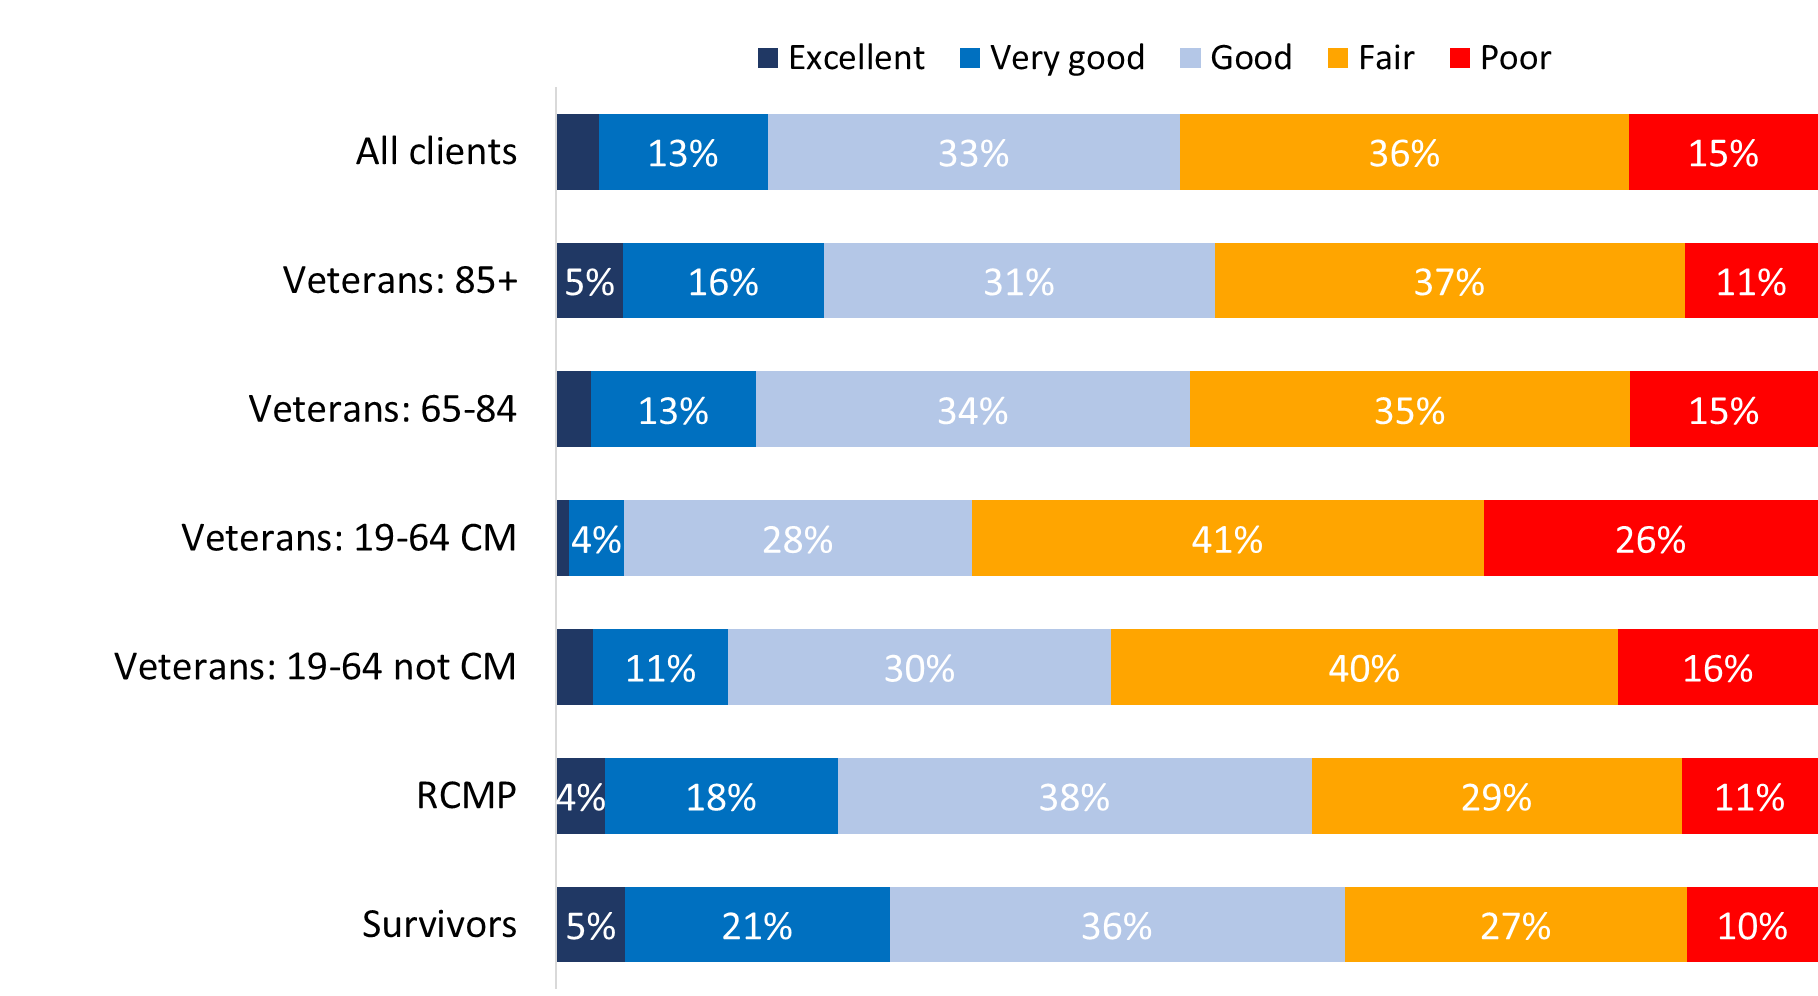 Excellent Very good Good Fair Poor
All clients 13% 33% 36% 15%
Veterans: 85+ 5% 16% 31% 37% 11%
Veterans: 65-84 13% 34% 35% 15%
Veterans: 19-64 CM 4% 28% 41% 26%
Veterans: 19-64 not CM 11% 30% 40% 16%
RCMP 4% 18% 38% 29% 11%
Survivors 5% 21% 36% 27% 10%